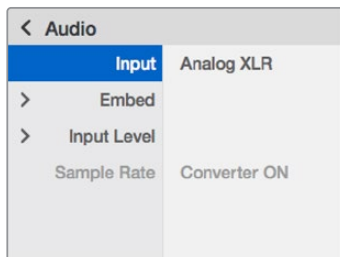 Audio
Input Analog XLR
Embed
Input Level
Sample Rate Converter ON